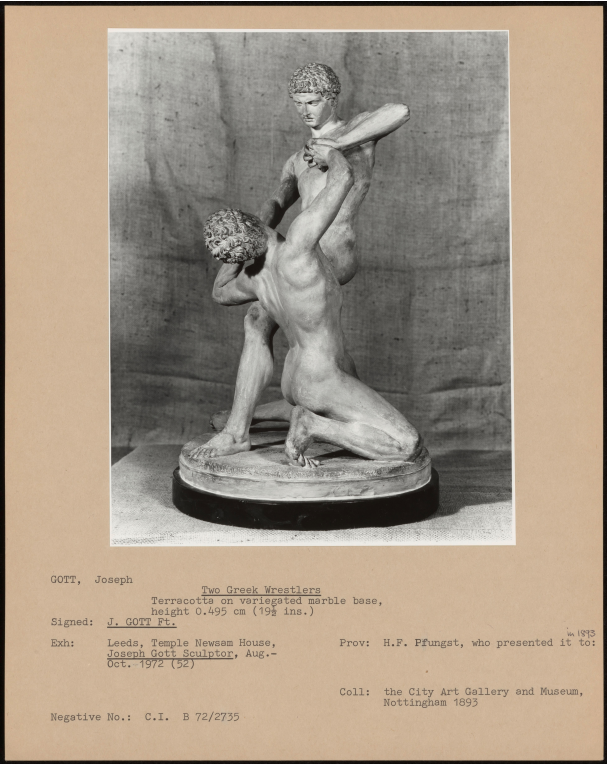 GOTT, Joseph
Two Greek Wrestlers
Terracotta on variegated marble base,
height 0.495 cm (19½ ins.)
Signed: J. GOTT Ft.
Exh: Leeds, Temple Newsam House,
Joseph Gott Sculptor, Aug.-
Oct. 1972 (52)
in 1893
Prov: H.F. Pfungst, who presented it to:
Coll: the City Art Gallery and Museum,
Nottingham 1893
Negative No.: C.I. B 72/2735